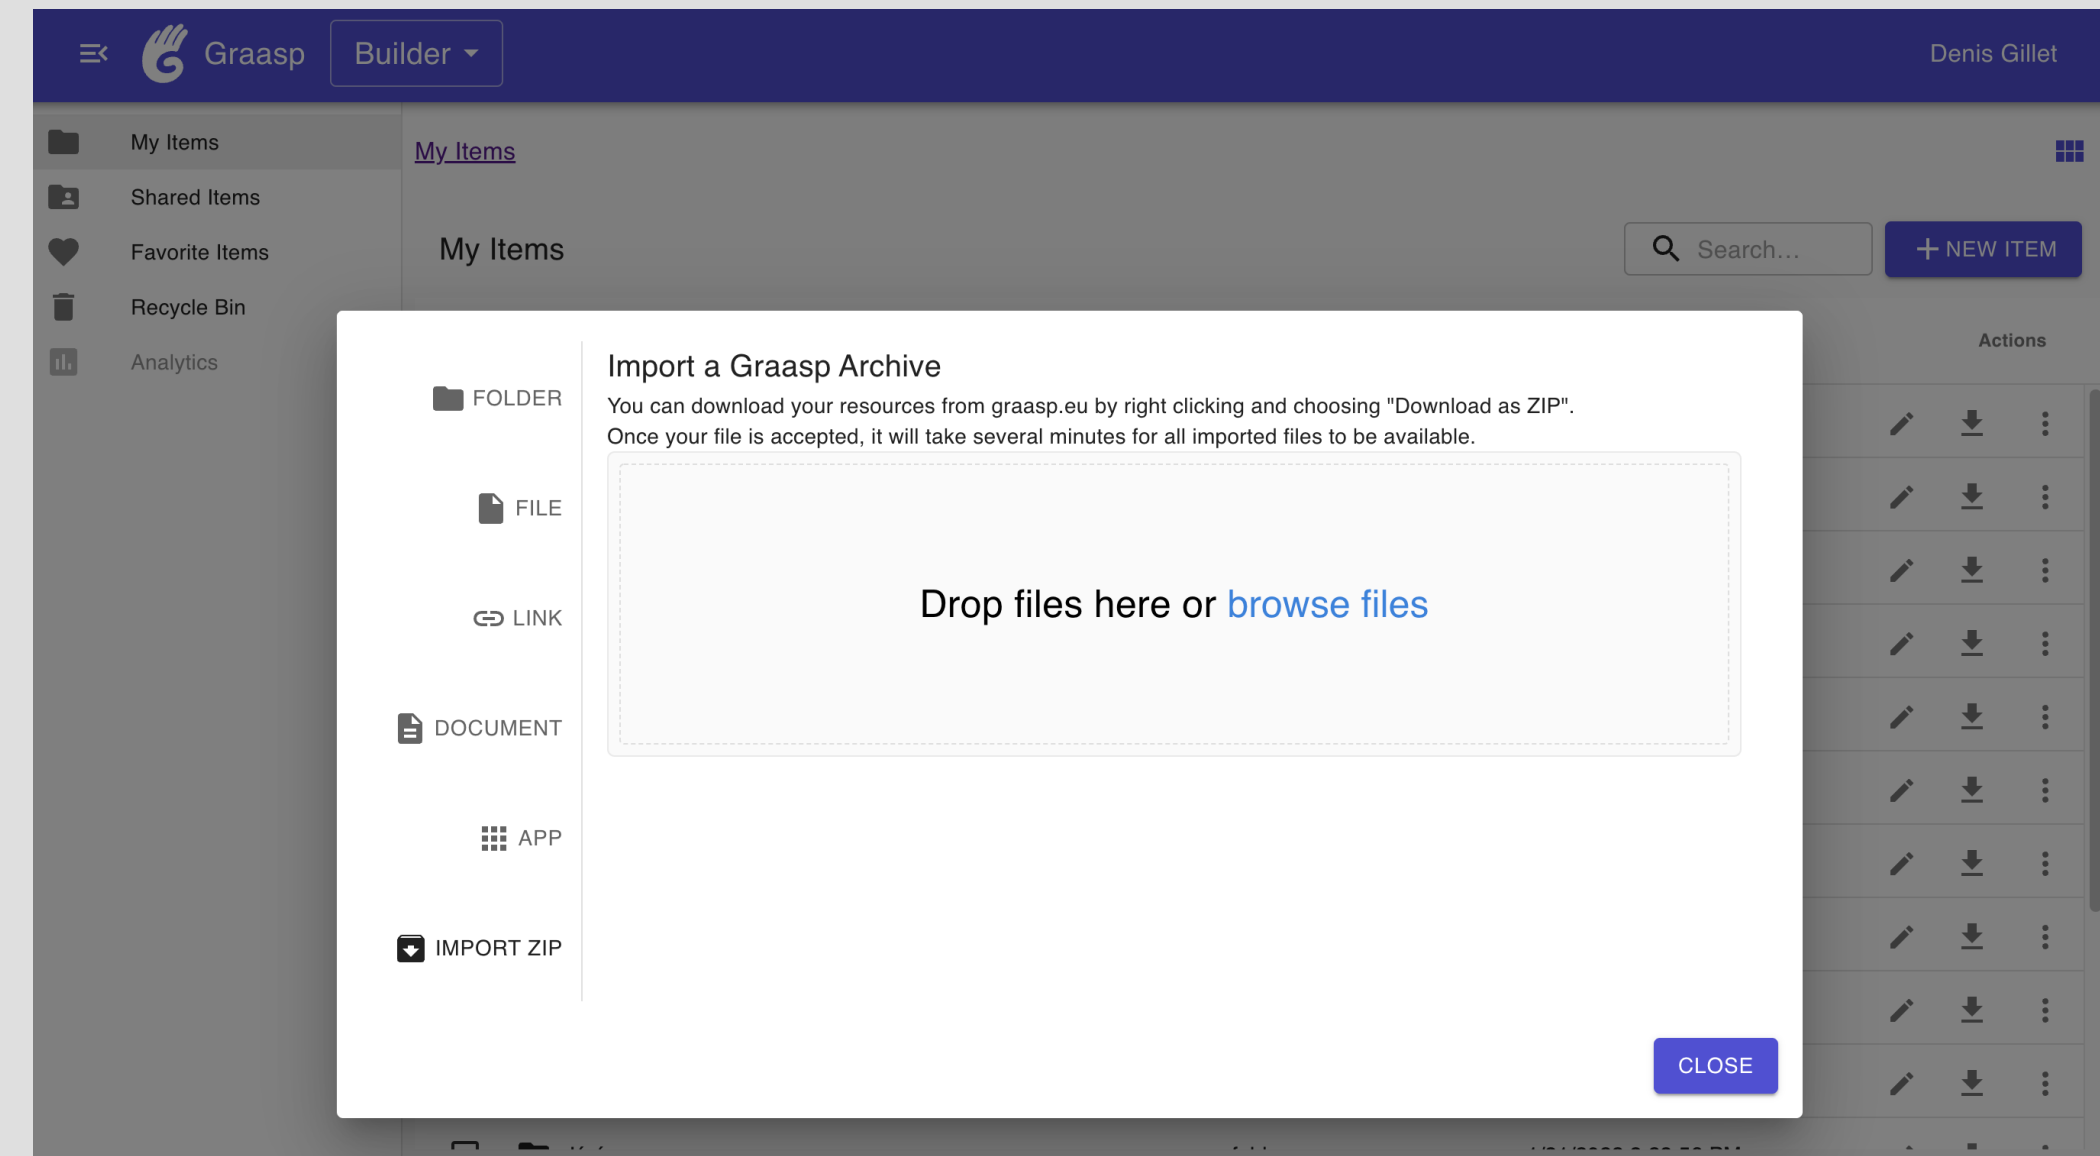 Graasp
Builder
Denis Gillet
My Items
Shared Items
Favorite Items
Recycle Bin
Analytics
My Items
My Items
Search…
NEW ITEM
Actions
FOLDER
FILE
LINK
DOCUMENT
APP
IMPORT ZIP
Import a Graasp Archive
You can download your resources from graasp.eu by right clicking and choosing "Download as ZIP".
Once your file is accepted, it will take several minutes for all imported files to be available.
Drop files here or browse files
CLOSE